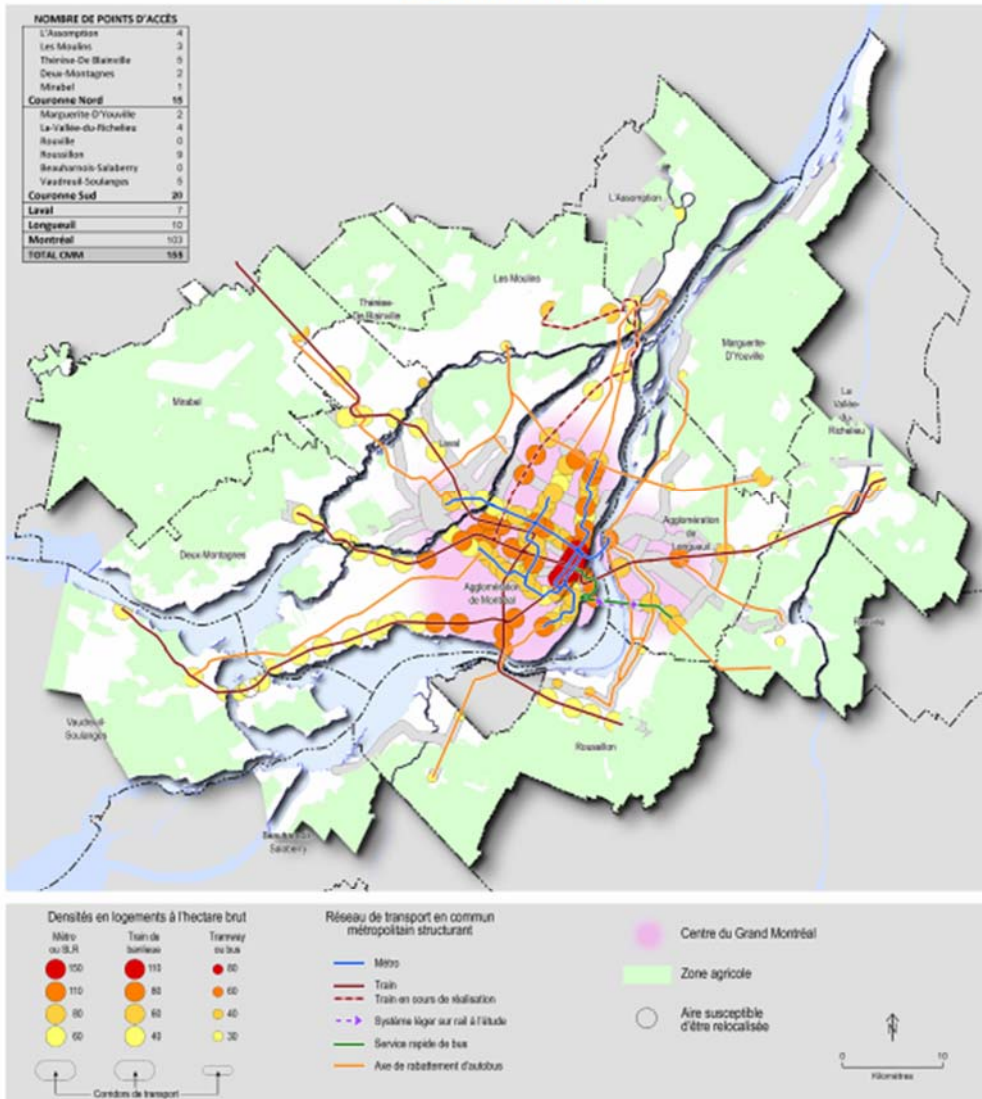 NOMBRE DE POINTS D'ACCÈS
L'Assomption 4
Les Moulins 3
Thérèse-De Blainville 5
Deux-Montagnes 2
Mirabel 1
Couronne Nord 15
Marguerite-D'Youville 2
La-Vallée-du-Richelieu 4
Rouville 0
Roussillon 9
Beauharnois-Salaberry 0
Vaudreuil-Soulanges 5
Couronne Sud 20
Laval 7
Longueuil 10
Montréal 103
TOTAL CMM 155
L'Assomption
Les Moulins
Thérèse-
De Blainville
Marguerite-
D'Youville
Mirabel
La
Vallée-
du-
Richelieu
Laval
Agglomération
de
Longueuil
Deux-Montagnes
Agglomération
de Montréal
Vaudreuil-
Soulanges
Roussillon
Salaberry
Densités en logements à l'hectare brut
Métro
ou SLR
Train de
banlieue
Tramway
ou bus
150 110 80
110 80 60
80 60 40
60 40 30
Corridors de transport
Réseau de transport en commun
métropolitain structurant
Métro
Train
Train en cours de réalisation
Système léger sur rail à l'étude
Service rapide de bus
Axe de rabattement d'autobus
Centre du Grand Montréal
Zone agricole
Aire susceptible
d'être relocalisée
N
0 10
Kilomètres